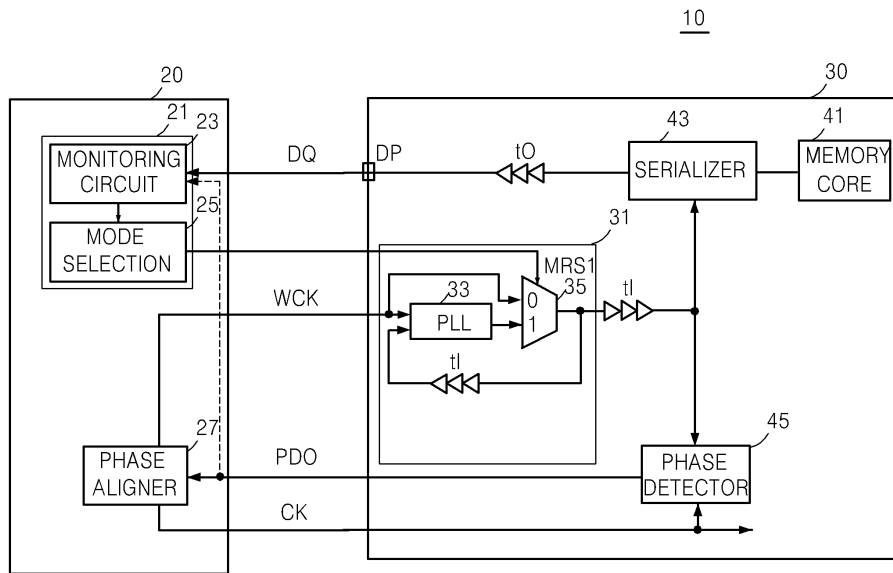 10
20
30
21
23
MONITORING
CIRCUIT
25
MODE
SELECTION
DQ
DP
tO
43
SERIALIZER
41
MEMORY
CORE
31
MRS1
WCK
33
PLL
0
1
35
tI
tI
27
PHASE
ALIGNER
PDO
CK
45
PHASE
DETECTOR